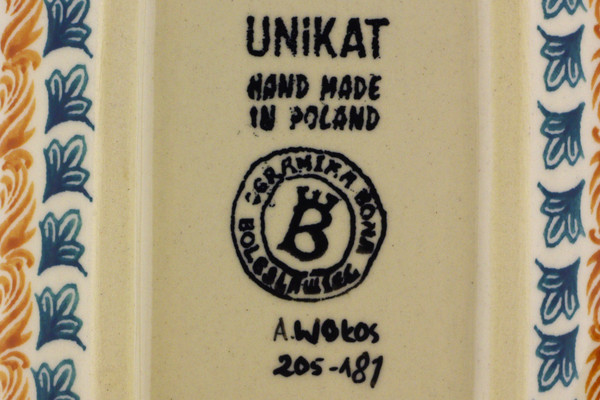 UNiKAT
HAND MADE
IN POLAND
CERAMIKA BONA
BOLESŁAWIEC
B
A. Wołos
205-181